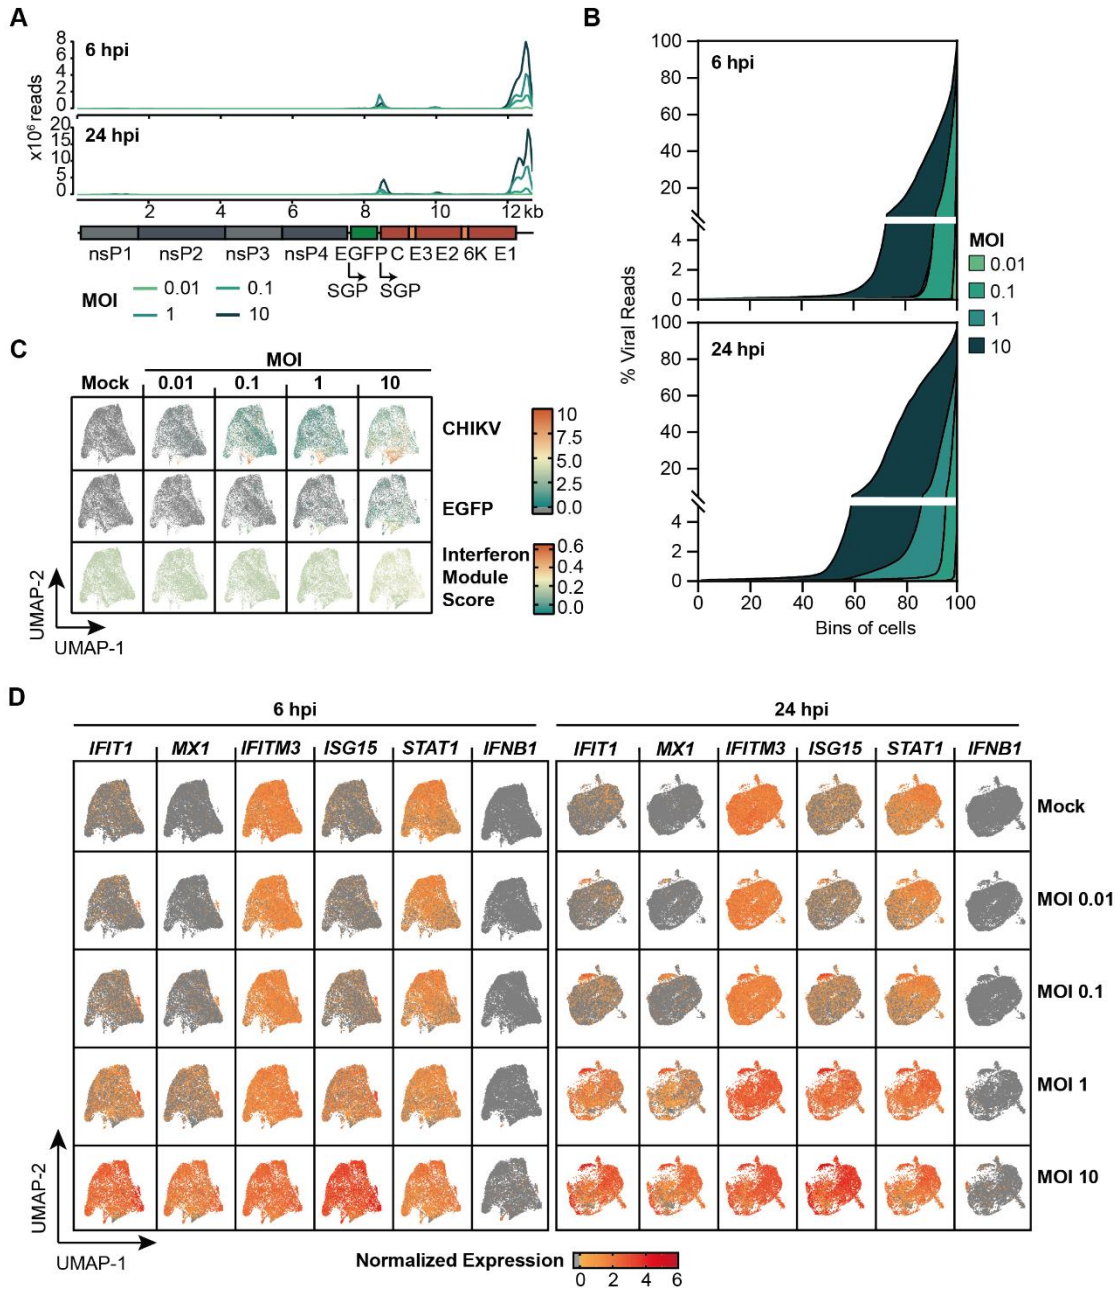 A
8
6
4
2
0
6 hpi
x10⁶ reads
20
15
10
5
0
24 hpi
2 4 6 8 10 12 kb
nsP1 nsP2 nsP3 nsP4 EGFP C E3 E2 6K E1
SGP SGP
MOI
0.01 0.1
1 10
B
100
80
60
40
20
4
2
0
6 hpi
% Viral Reads
100
80
60
40
20
4
2
0
24 hpi
0 20 40 60 80 100
Bins of cells
MOI
0.01
0.1
1
10
C
MOI
Mock 0.01 0.1 1 10
CHIKV
EGFP
10
7.5
5.0
2.5
0.0
Interferon
Module
Score
0.6
0.4
0.2
0.0
UMAP-2
UMAP-1
D
6 hpi 24 hpi
IFIT1 MX1 IFITM3 ISG15 STAT1 IFNB1 IFIT1 MX1 IFITM3 ISG15 STAT1 IFNB1
Mock
MOI 0.01
MOI 0.1
MOI 1
MOI 10
UMAP-2
UMAP-1
Normalized Expression
0 2 4 6